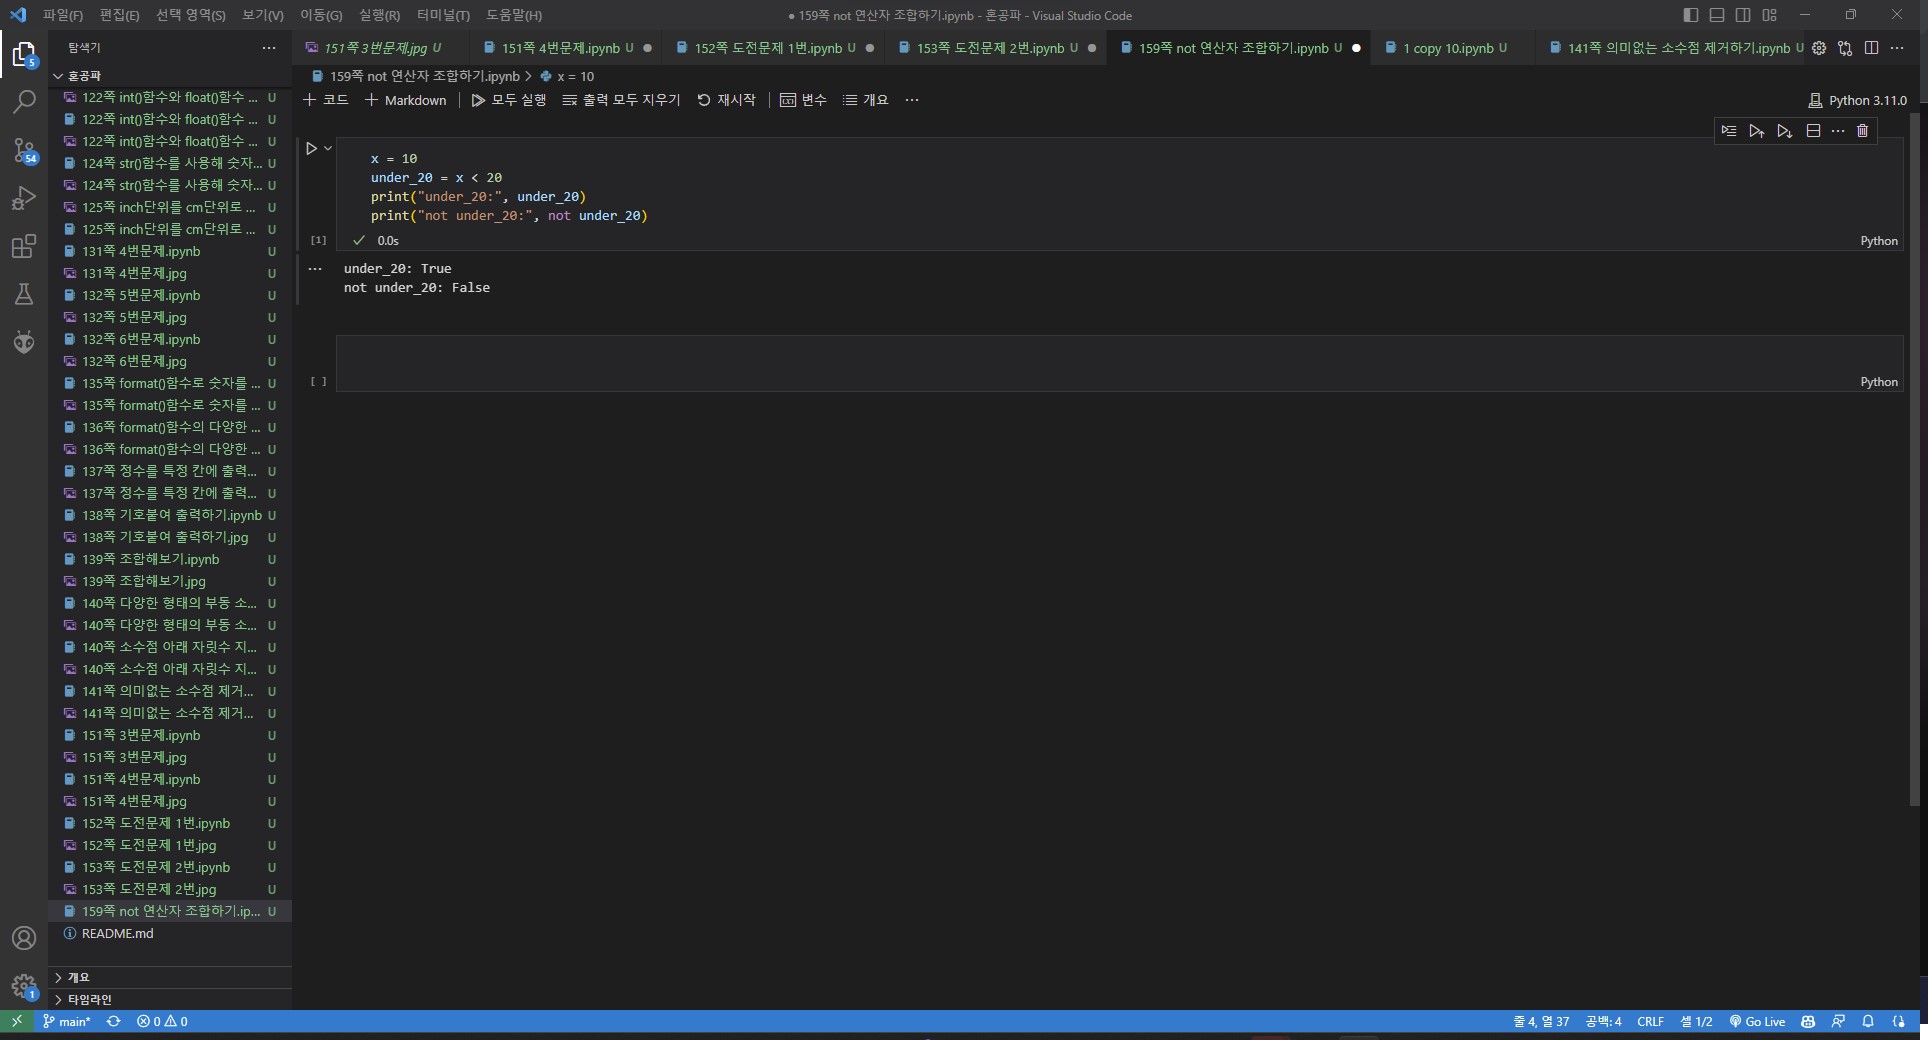 파일(F) 편집(E) 선택 영역(S) 보기(V) 이동(G) 실행(R) 터미널(T) 도움말(H)
● 159쪽 not 연산자 조합하기.ipynb - 혼공파 - Visual Studio Code
탐색기 ···
151쪽 3번문제.jpg U
151쪽 4번문제.ipynb U ●
152쪽 도전문제 1번.ipynb U ●
153쪽 도전문제 2번.ipynb U ●
159쪽 not 연산자 조합하기.ipynb U ●
1 copy 10.ipynb U
141쪽 의미없는 소수점 제거하기.ipynb U
159쪽 not 연산자 조합하기.ipynb > x = 10
+ 코드 + Markdown 모두 실행 출력 모두 지우기 재시작 변수 개요 ···
Python 3.11.0
5
54
1
혼공파
122쪽 int()함수와 float()함수 ... U
122쪽 int()함수와 float()함수 ... U
122쪽 int()함수와 float()함수 ... U
124쪽 str()함수를 사용해 숫자... U
124쪽 str()함수를 사용해 숫자... U
125쪽 inch단위를 cm단위로 ... U
125쪽 inch단위를 cm단위로 ... U
131쪽 4번문제.ipynb U
131쪽 4번문제.jpg U
132쪽 5번문제.ipynb U
132쪽 5번문제.jpg U
132쪽 6번문제.ipynb U
132쪽 6번문제.jpg U
135쪽 format()함수로 숫자를 ... U
135쪽 format()함수로 숫자를 ... U
136쪽 format()함수의 다양한 ... U
136쪽 format()함수의 다양한 ... U
137쪽 정수를 특정 칸에 출력... U
137쪽 정수를 특정 칸에 출력... U
138쪽 기호붙여 출력하기.ipynb U
138쪽 기호붙여 출력하기.jpg U
139쪽 조합해보기.ipynb U
139쪽 조합해보기.jpg U
140쪽 다양한 형태의 부동 소... U
140쪽 다양한 형태의 부동 소... U
140쪽 소수점 아래 자릿수 지... U
140쪽 소수점 아래 자릿수 지... U
141쪽 의미없는 소수점 제거... U
141쪽 의미없는 소수점 제거... U
151쪽 3번문제.ipynb U
151쪽 3번문제.jpg U
151쪽 4번문제.ipynb U
151쪽 4번문제.jpg U
152쪽 도전문제 1번.ipynb U
152쪽 도전문제 1번.jpg U
153쪽 도전문제 2번.ipynb U
153쪽 도전문제 2번.jpg U
159쪽 not 연산자 조합하기.ip... U
README.md
개요
타임라인
x = 10
under_20 = x < 20
print("under_20:", under_20)
print("not under_20:", not under_20)
[1] ✓ 0.0s
Python
··· under_20: True
not under_20: False
[ ]
Python
main* 0 0
줄 4, 열 37 공백: 4 CRLF 셀 1/2 Go Live